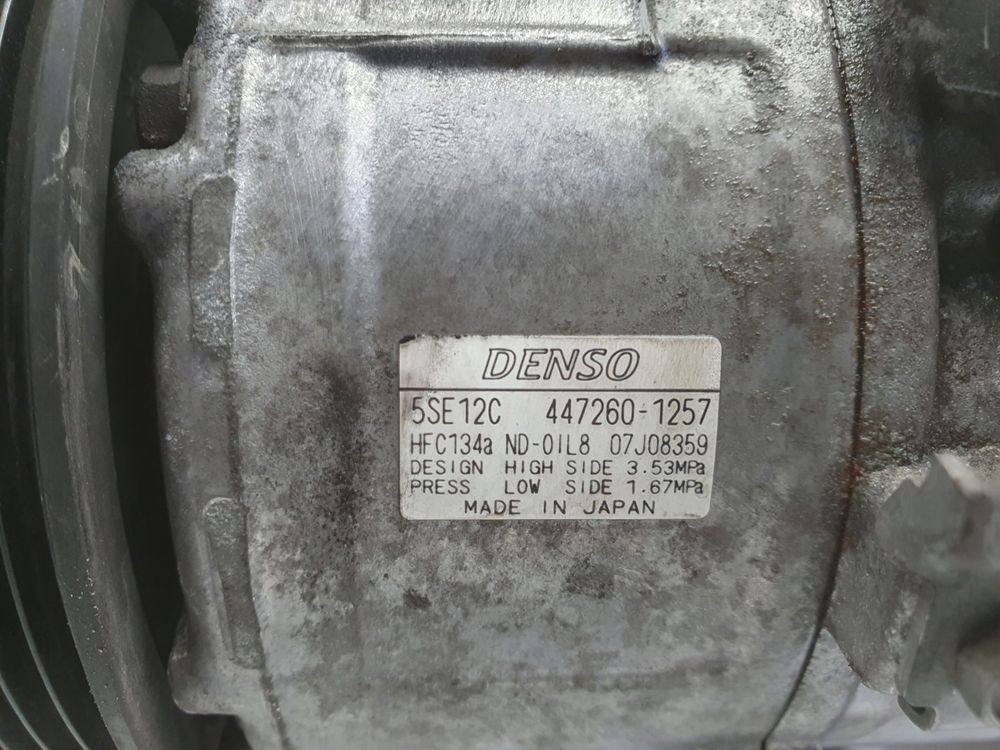 DENSO
5SE12C 447260-1257
HFC134a ND-OIL8 07J08359
DESIGN HIGH SIDE 3.53MPa
PRESS LOW SIDE 1.67MPa
MADE IN JAPAN